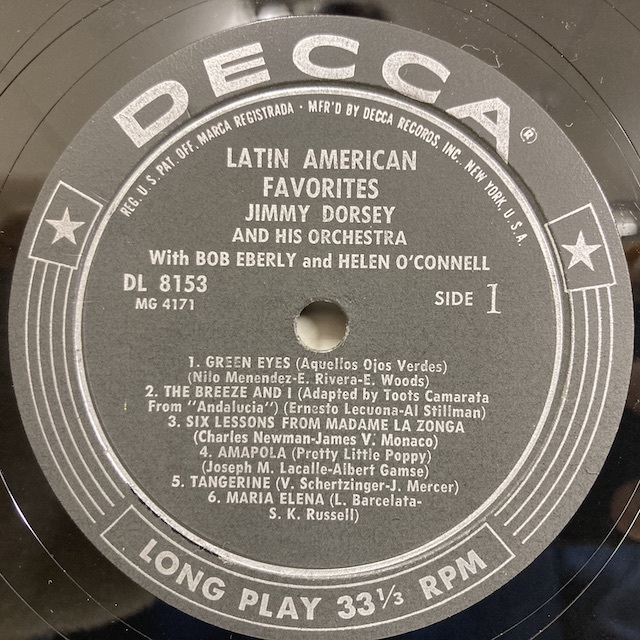 DECCA®
REG. U.S. PAT. OFF. MARCA REGISTRADA · MFR'D BY DECCA RECORDS, INC., NEW YORK, U.S.A.
LATIN AMERICAN
FAVORITES
JIMMY DORSEY
AND HIS ORCHESTRA
With BOB EBERLY and HELEN O'CONNELL
DL 8153
MG 4171
SIDE 1
1. GREEN EYES (Aquellos Ojos Verdes)
(Nilo Menendez-E. Rivera-E. Woods)
2. THE BREEZE AND I (Adapted by Toots Camarata
From "Andalucia") (Ernesto Lecuona-Al Stillman)
3. SIX LESSONS FROM MADAME LA ZONGA
(Charles Newman-James V. Monaco)
4. AMAPOLA (Pretty Little Poppy)
(Joseph M. Lacalle-Albert Gamse)
5. TANGERINE (V. Schertzinger-J. Mercer)
6. MARIA ELENA (L. Barcelata-
S. K. Russell)
LONG PLAY 33 1/3 RPM